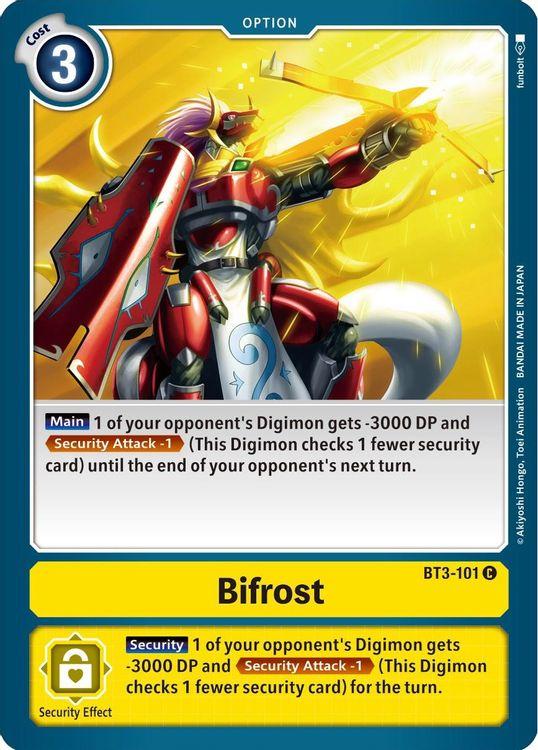 OPTION
Cost
3
funbolt
Main 1 of your opponent's Digimon gets -3000 DP and
Security Attack -1 (This Digimon checks 1 fewer security
card) until the end of your opponent's next turn.
© Akiyoshi Hongo, Toei Animation BANDAI MADE IN JAPAN
BT3-101 C
Bifrost
Security 1 of your opponent's Digimon gets
-3000 DP and Security Attack -1 (This Digimon
checks 1 fewer security card) for the turn.
Security Effect